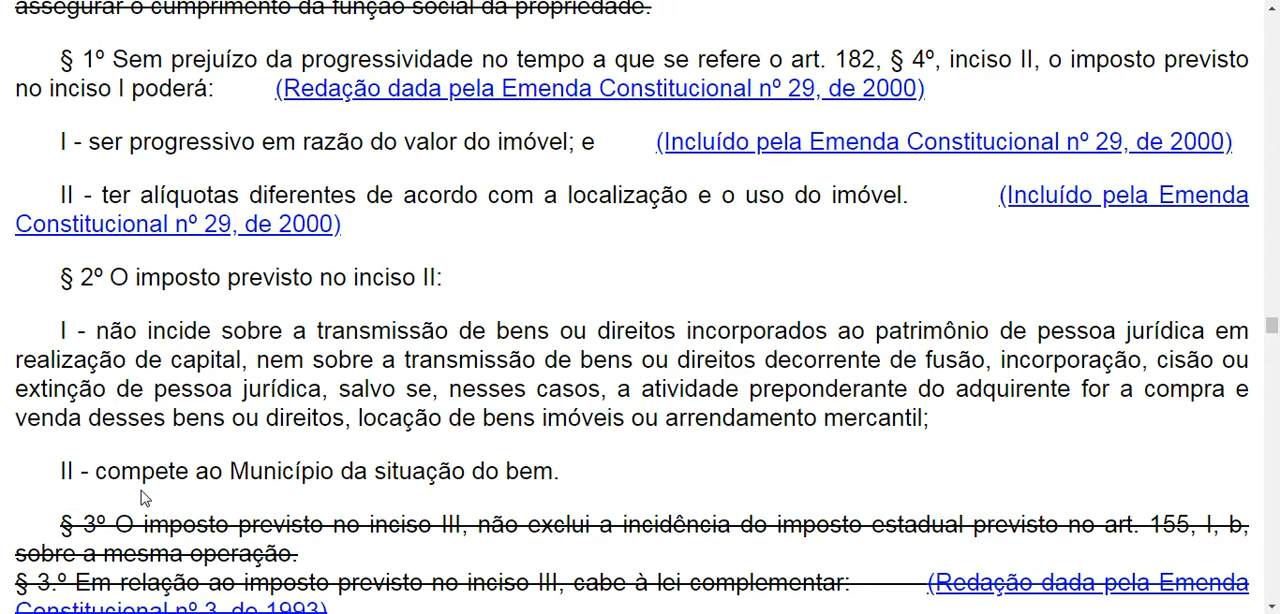 assegurar o cumprimento da função social da propriedade.
§ 1º Sem prejuízo da progressividade no tempo a que se refere o art. 182, § 4º, inciso II, o imposto previsto
no inciso I poderá: (Redação dada pela Emenda Constitucional nº 29, de 2000)
I - ser progressivo em razão do valor do imóvel; e (Incluído pela Emenda Constitucional nº 29, de 2000)
II - ter alíquotas diferentes de acordo com a localização e o uso do imóvel. (Incluído pela Emenda
Constitucional nº 29, de 2000)
§ 2º O imposto previsto no inciso II:
I - não incide sobre a transmissão de bens ou direitos incorporados ao patrimônio de pessoa jurídica em
realização de capital, nem sobre a transmissão de bens ou direitos decorrente de fusão, incorporação, cisão ou
extinção de pessoa jurídica, salvo se, nesses casos, a atividade preponderante do adquirente for a compra e
venda desses bens ou direitos, locação de bens imóveis ou arrendamento mercantil;
II - compete ao Município da situação do bem.
§ 3º O imposto previsto no inciso III, não exclui a incidência do imposto estadual previsto no art. 155, I, b,
sobre a mesma operação.
§ 3.º Em relação ao imposto previsto no inciso III, cabe à lei complementar: (Redação dada pela Emenda
Constitucional nº 3, de 1993)